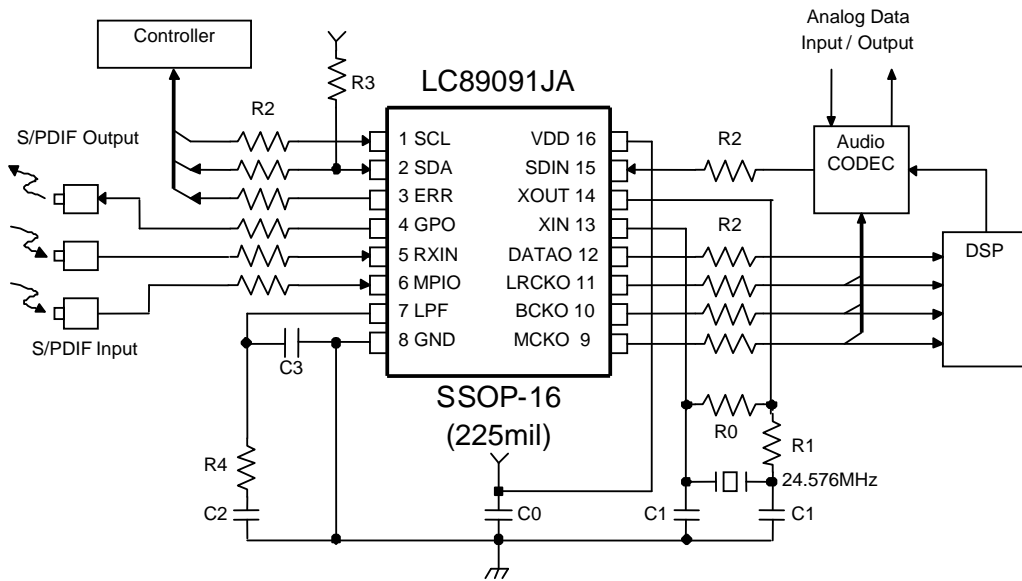 Controller
Analog Data
Input / Output
LC89091JA
R3
R2
S/PDIF Output
1 SCL
2 SDA
3 ERR
4 GPO
5 RXIN
6 MPIO
7 LPF
8 GND
VDD 16
SDIN 15
XOUT 14
XIN 13
DATAO 12
LRCKO 11
BCKO 10
MCKO 9
R2
Audio
CODEC
R2
DSP
S/PDIF Input
C3
SSOP-16
(225mil)
R0
R1
R4
24.576MHz
C2
C0
C1
C1